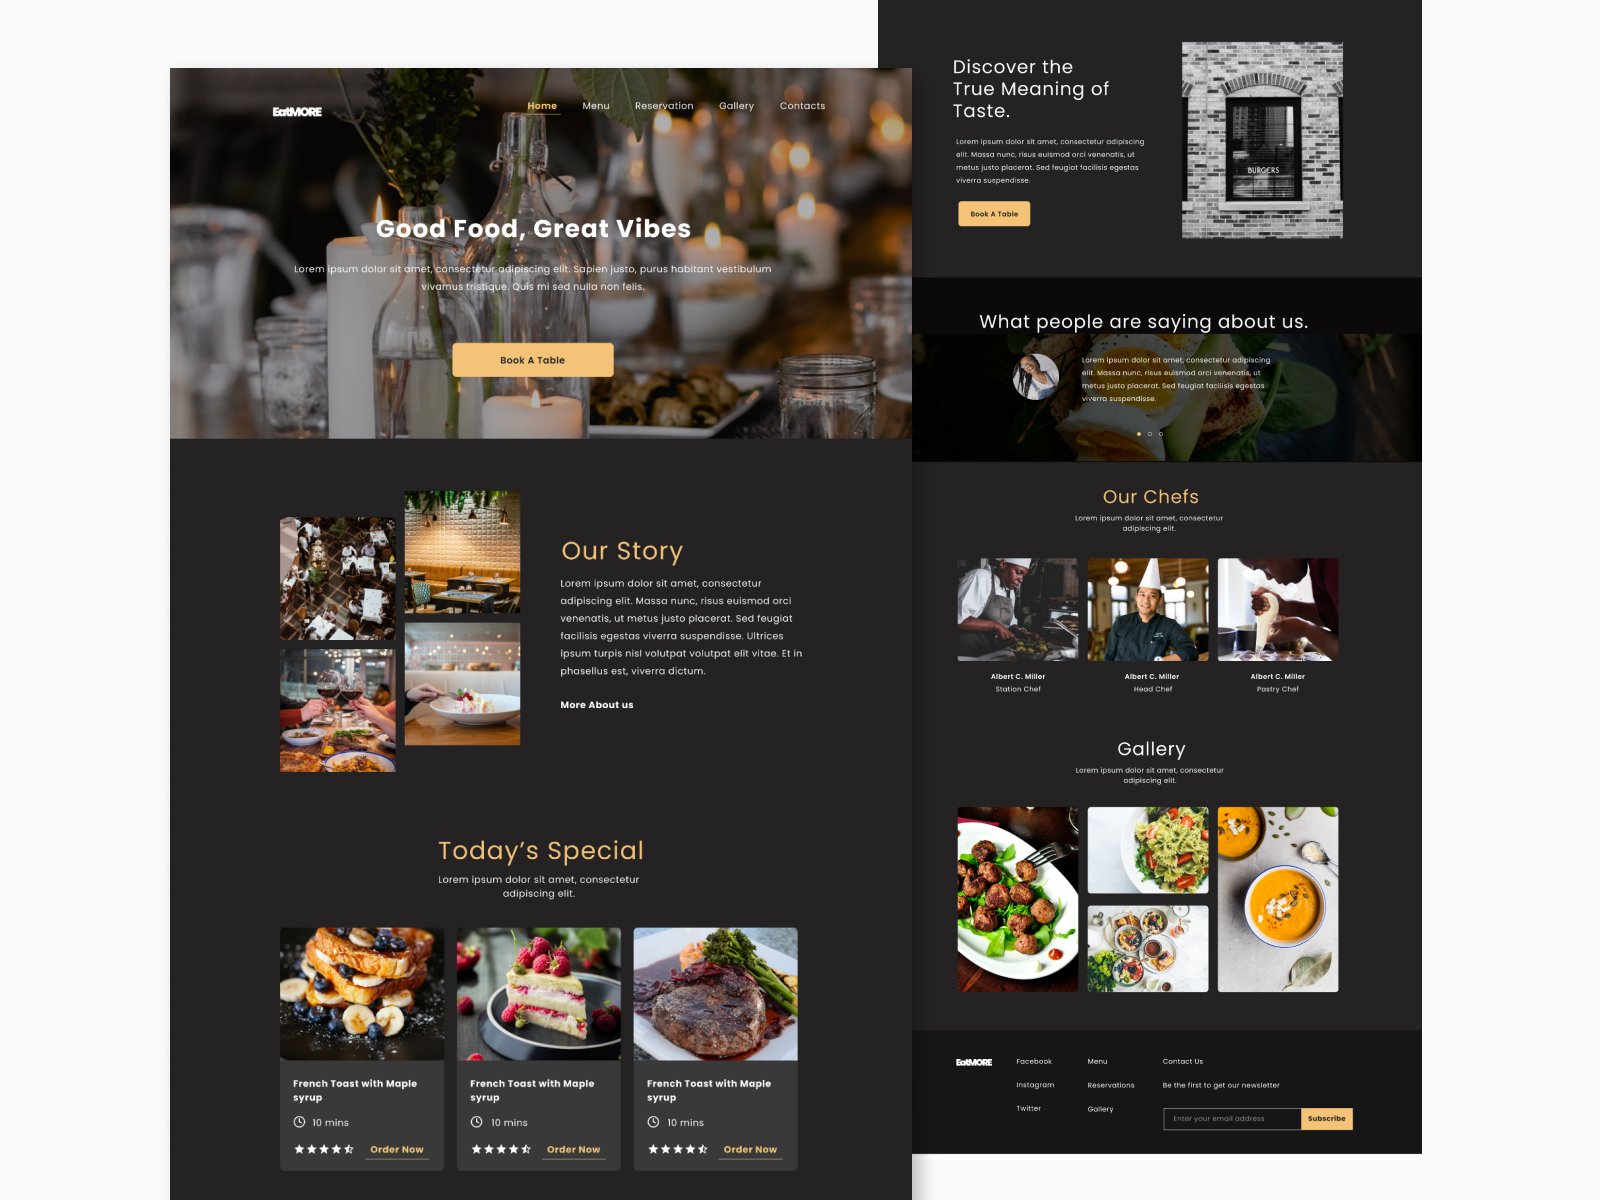 EatMORE
Home
Menu
Reservation
Gallery
Contacts
Good Food, Great Vibes
Lorem ipsum dolor sit amet, consectetur adipiscing elit. Sapien justo, purus habitant vestibulum
vivamus tristique. Quis mi sed nulla non felis.
Book A Table
Our Story
Lorem ipsum dolor sit amet, consectetur
adipiscing elit. Massa nunc, risus euismod orci
venenatis, ut metus justo placerat. Sed feugiat
facilisis egestas viverra suspendisse. Ultrices
ipsum turpis nisl volutpat volutpat elit vitae. Et in
phasellus est, viverra dictum.
More About us
Today’s Special
Lorem ipsum dolor sit amet, consectetur
adipiscing elit.
French Toast with Maple
syrup
10 mins
Order Now
French Toast with Maple
syrup
10 mins
Order Now
French Toast with Maple
syrup
10 mins
Order Now
Discover the
True Meaning of
Taste.
Lorem ipsum dolor sit amet, consectetur adipiscing
elit. Massa nunc, risus euismod orci venenatis, ut
metus justo placerat. Sed feugiat facilisis egestas
viverra suspendisse.
Book A Table
BURGERS
What people are saying about us.
Lorem ipsum dolor sit amet, consectetur adipiscing
elit. Massa nunc, risus euismod orci venenatis, ut
metus justo placerat. Sed feugiat facilisis egestas
viverra suspendisse.
Our Chefs
Lorem ipsum dolor sit amet, consectetur
adipiscing elit.
Albert C. Miller
Station Chef
Albert C. Miller
Head Chef
Albert C. Miller
Pastry Chef
Gallery
Lorem ipsum dolor sit amet, consectetur
adipiscing elit.
EatMORE
Facebook
Instagram
Twitter
Menu
Reservations
Gallery
Contact Us
Be the first to get our newsletter
Enter your email address
Subscribe